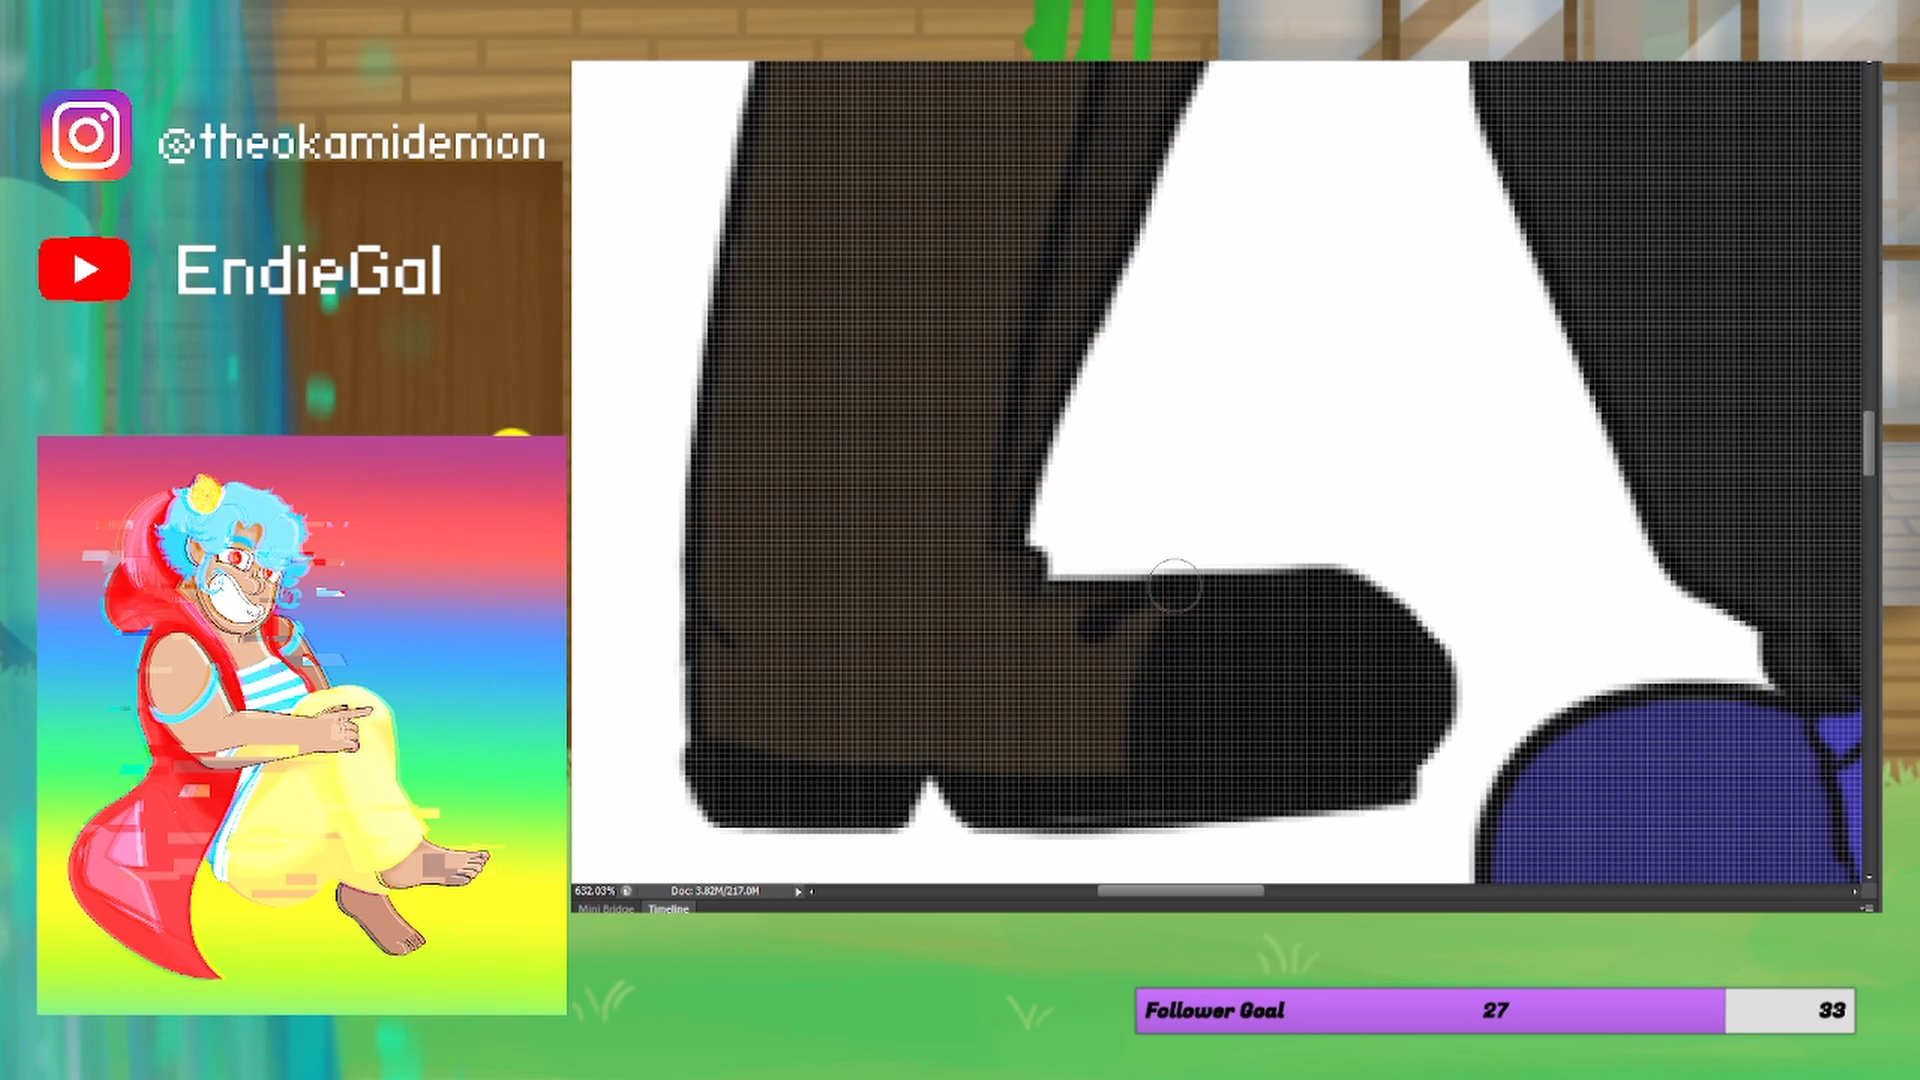 @theokamidemon
EndieGal
632.03%
Doc: 3.82M/217.0M
Mini Bridge
Timeline
Follower Goal 27 33